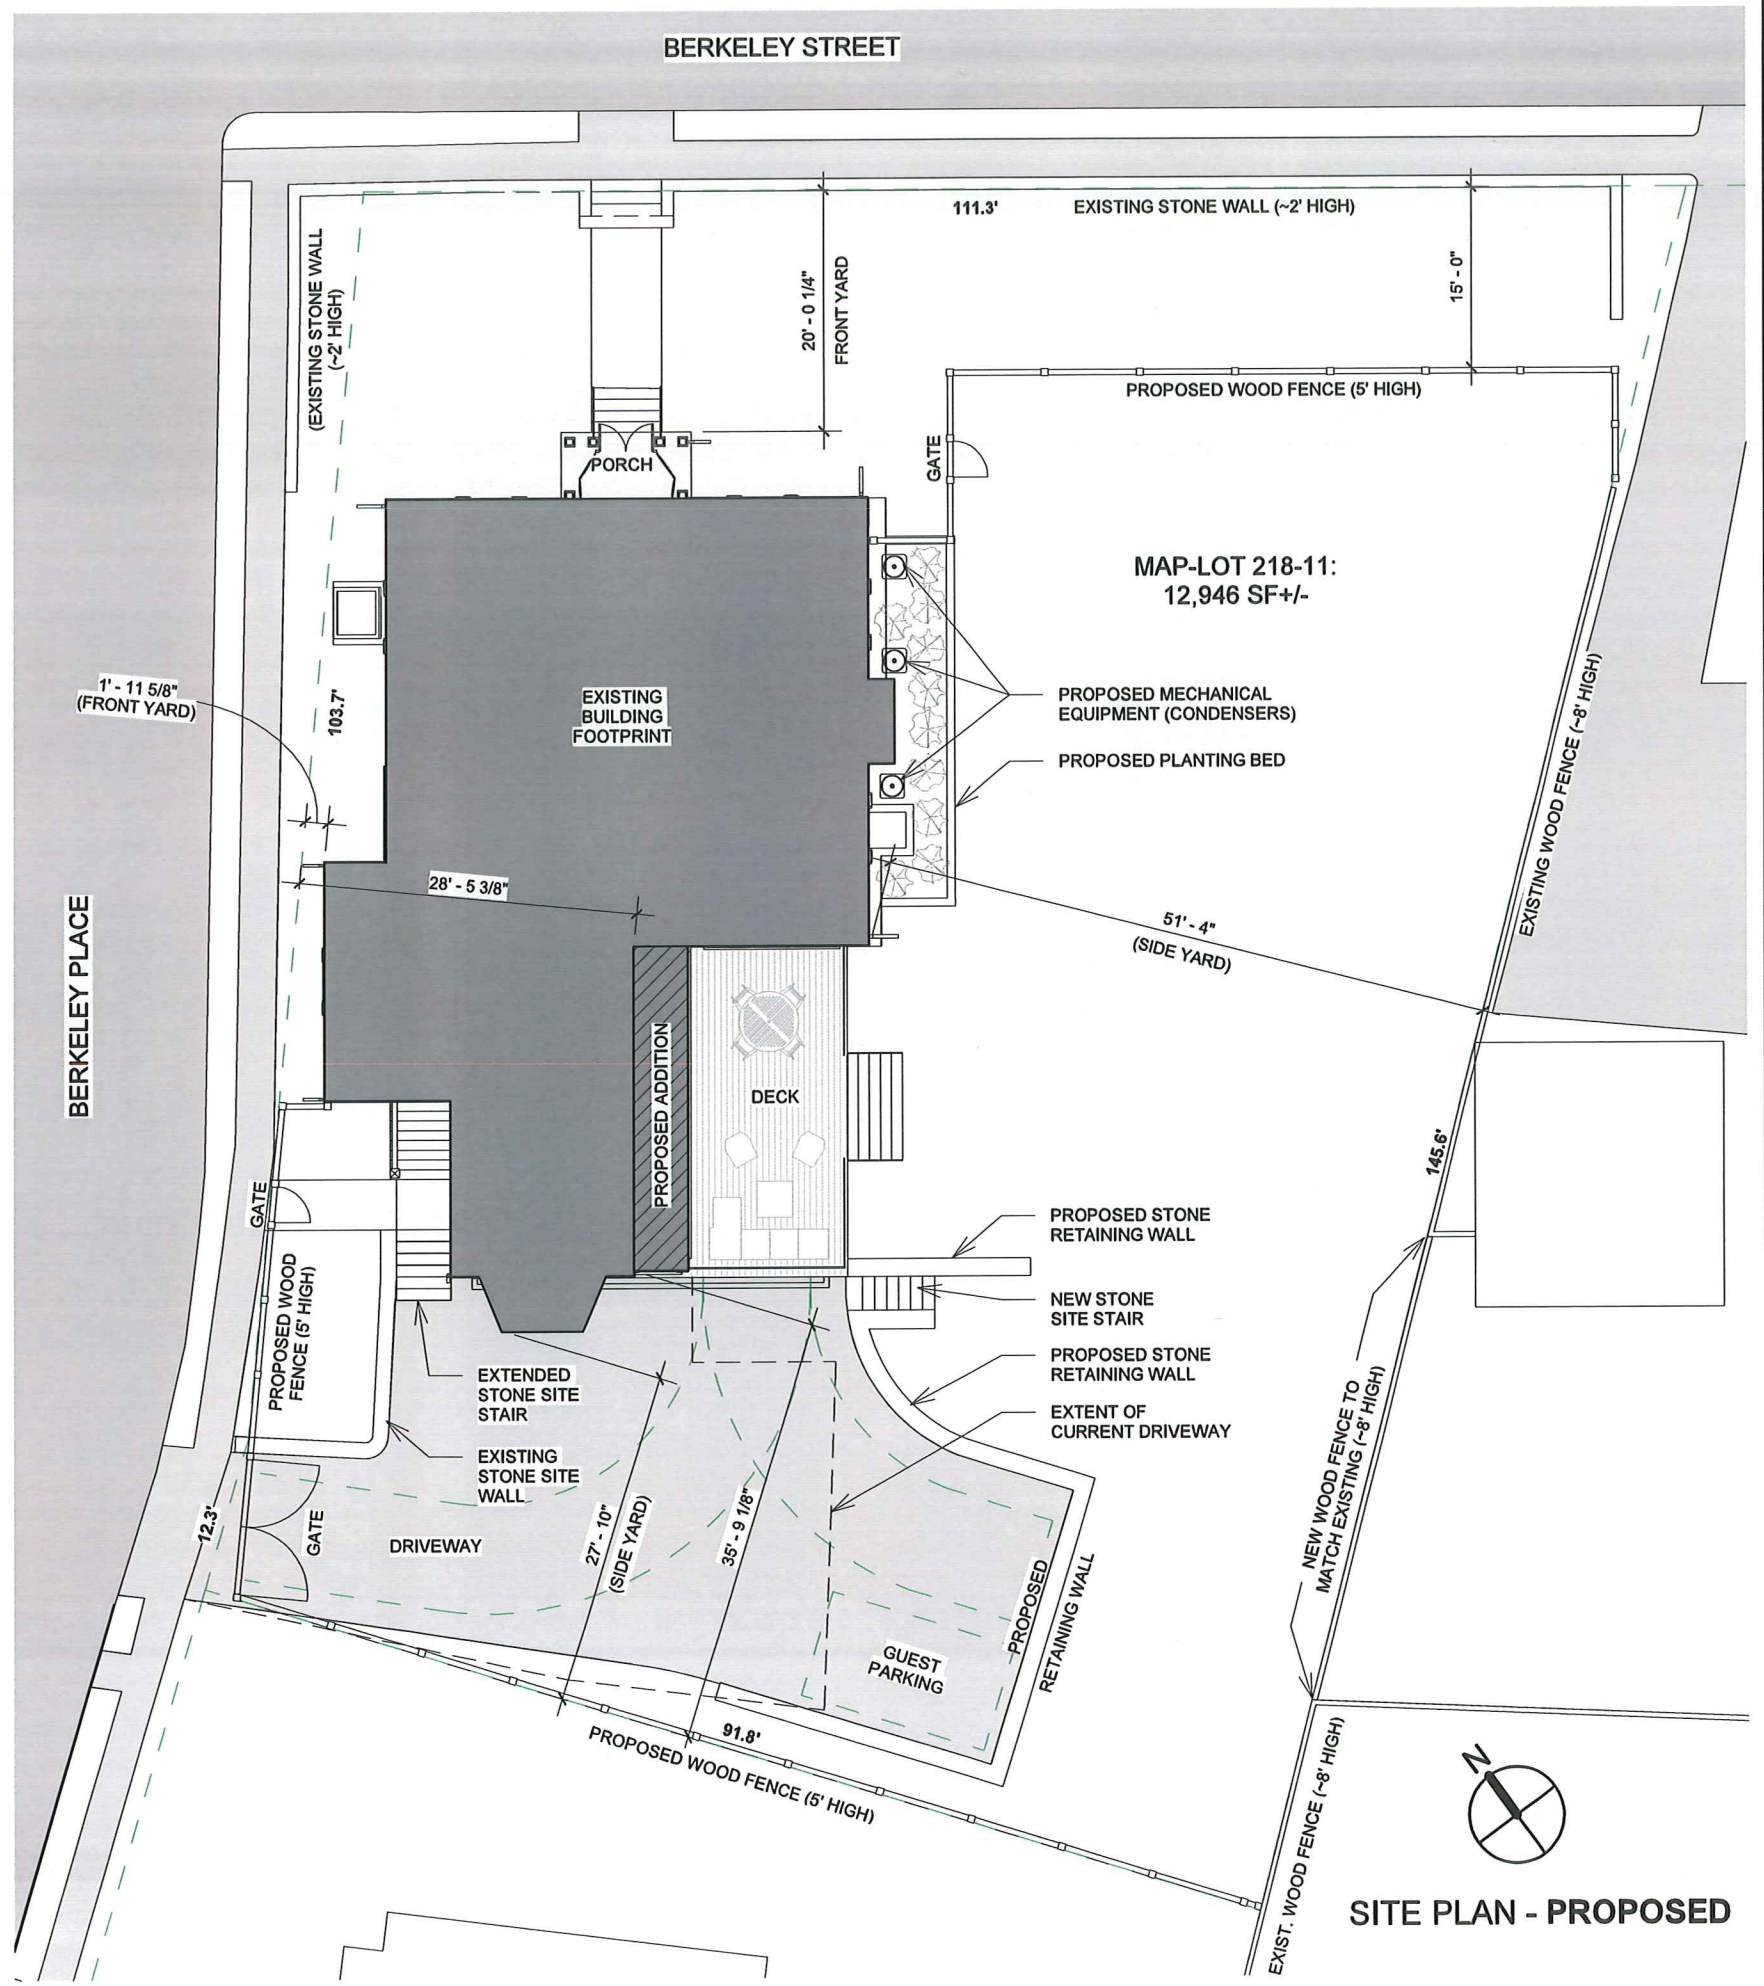 BERKELEY STREET
111.3'
EXISTING STONE WALL (~2' HIGH)
(EXISTING STONE WALL
(~2' HIGH)
20' - 0 1/4"
FRONT YARD
15' - 0"
PROPOSED WOOD FENCE (5' HIGH)
GATE
PORCH
MAP-LOT 218-11:
12,946 SF+/-
1' - 11 5/8"
(FRONT YARD)
103.7'
EXISTING
BUILDING
FOOTPRINT
PROPOSED MECHANICAL
EQUIPMENT (CONDENSERS)
PROPOSED PLANTING BED
EXISTING WOOD FENCE (~8' HIGH)
28' - 5 3/8"
51' - 4"
(SIDE YARD)
BERKELEY PLACE
PROPOSED ADDITION
DECK
145.6'
GATE
PROPOSED STONE
RETAINING WALL
PROPOSED WOOD
FENCE (5' HIGH)
NEW STONE
SITE STAIR
PROPOSED STONE
RETAINING WALL
EXTENDED
STONE SITE
STAIR
EXTENT OF
CURRENT DRIVEWAY
EXISTING
STONE SITE
WALL
NEW WOOD FENCE TO
MATCH EXISTING (~8' HIGH)
12.3'
GATE
DRIVEWAY
27' - 10"
(SIDE YARD)
35' - 9 1/8"
PROPOSED
RETAINING WALL
GUEST
PARKING
91.8'
PROPOSED WOOD FENCE (5' HIGH)
EXIST. WOOD FENCE (~8' HIGH)
N
SITE PLAN - PROPOSED